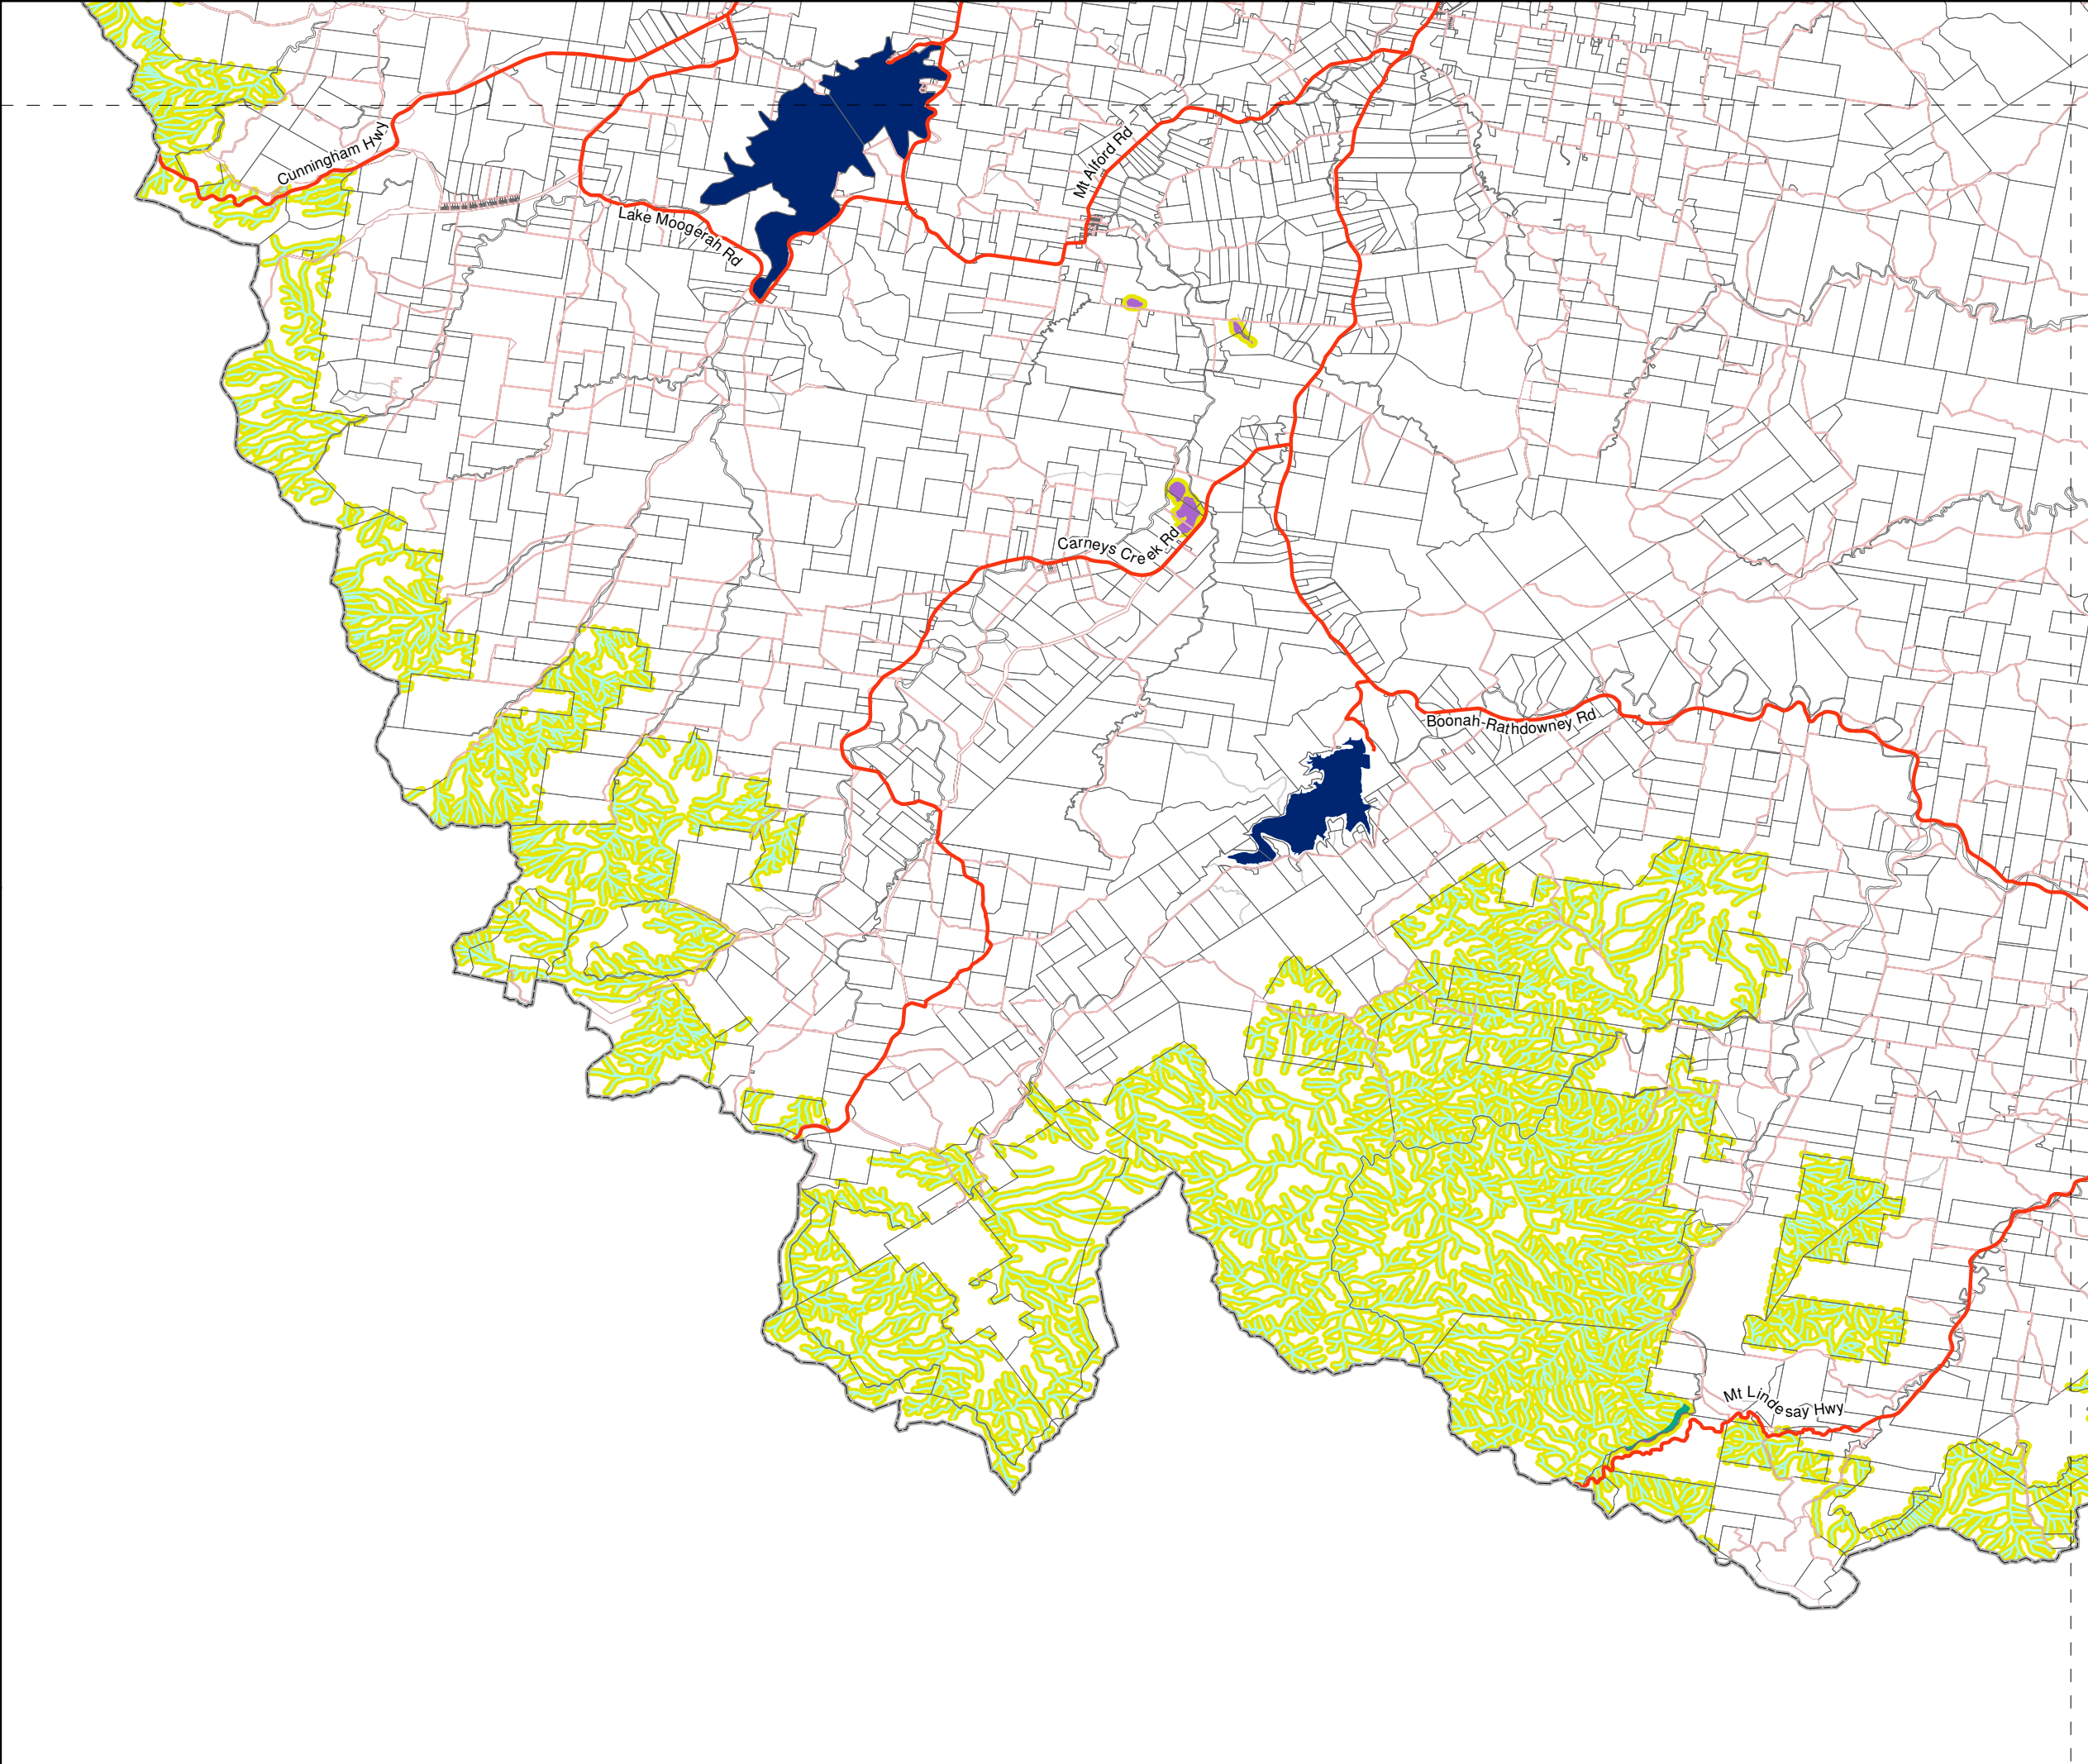 Cunningham Hwy
Mt Alford Rd
Lake Moogerah Rd
Carneys Creek Rd
Boonah-Rathdowney Rd
Mt Lindesay Hwy